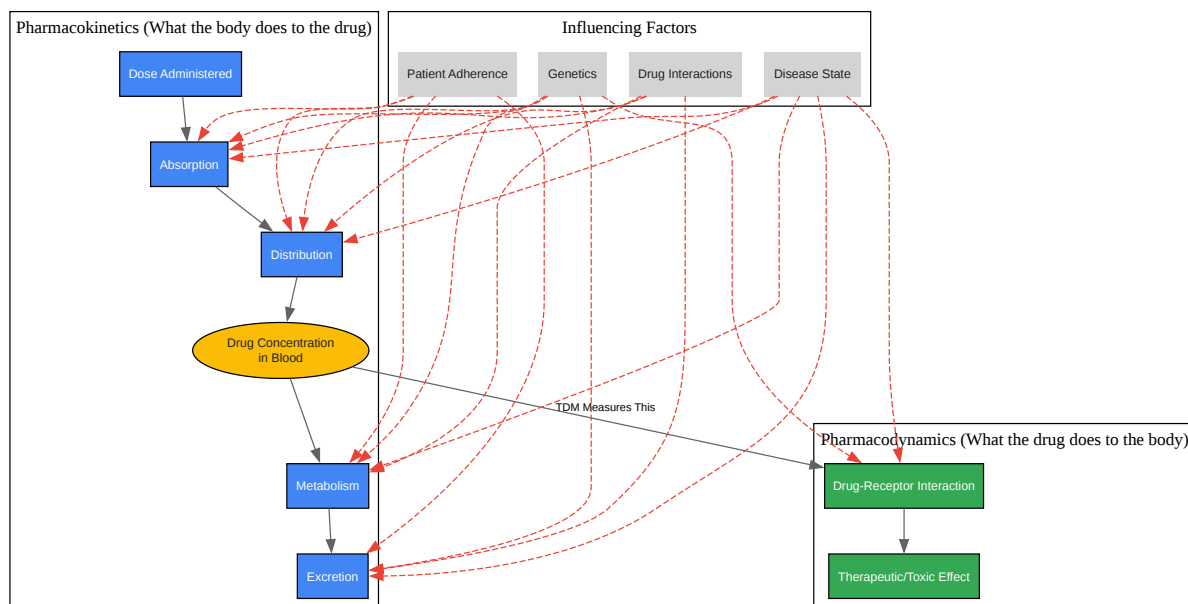 Pharmacokinetics (What the body does to the drug)
Influencing Factors
Dose Administered
Patient Adherence
Genetics
Drug Interactions
Disease State
Absorption
Distribution
Drug Concentration
in Blood
TDM Measures This
Pharmacodynamics (What the drug does to the body)
Metabolism
Drug-Receptor Interaction
Excretion
Therapeutic/Toxic Effect